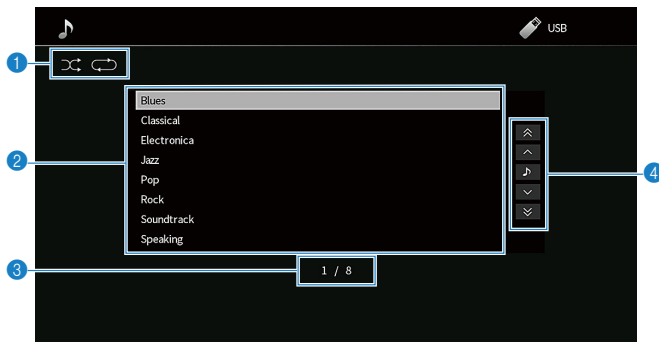 USB
1
Blues
Classical
Electronica
2
Jazz
4
Pop
Rock
Soundtrack
Speaking
3
1 / 8